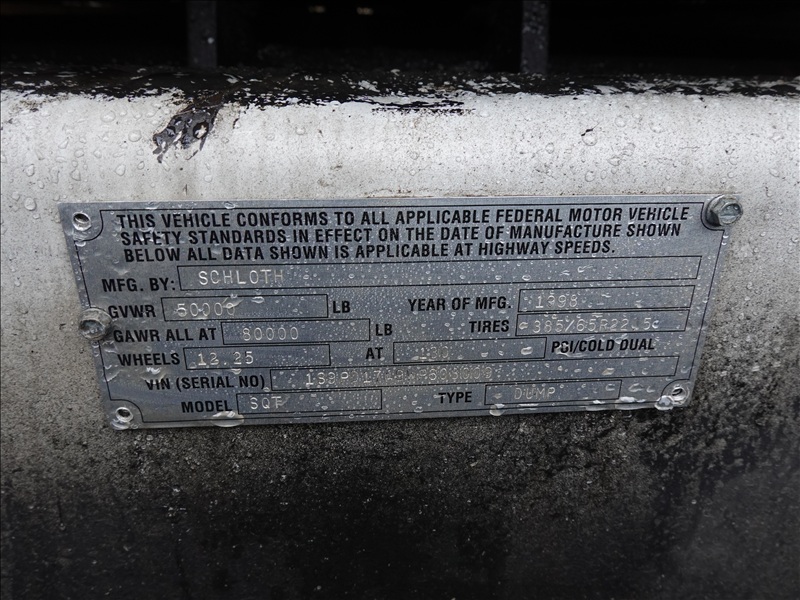 THIS VEHICLE CONFORMS TO ALL APPLICABLE FEDERAL MOTOR VEHICLE
SAFETY STANDARDS IN EFFECT ON THE DATE OF MANUFACTURE SHOWN
BELOW ALL DATA SHOWN IS APPLICABLE AT HIGHWAY SPEEDS.
MFG. BY: SCHLOTH
GVWR 50000 LB YEAR OF MFG. 1998
GAWR ALL AT 80000 LB TIRES 385/65R22.5
WHEELS 12.25 AT PSI/COLD DUAL
VIN (SERIAL NO)
MODEL SQT TYPE DUMP